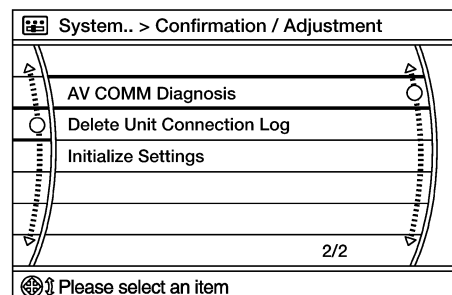 System.. > Confirmation / Adjustment
AV COMM Diagnosis
Delete Unit Connection Log
Initialize Settings
2/2
Please select an item